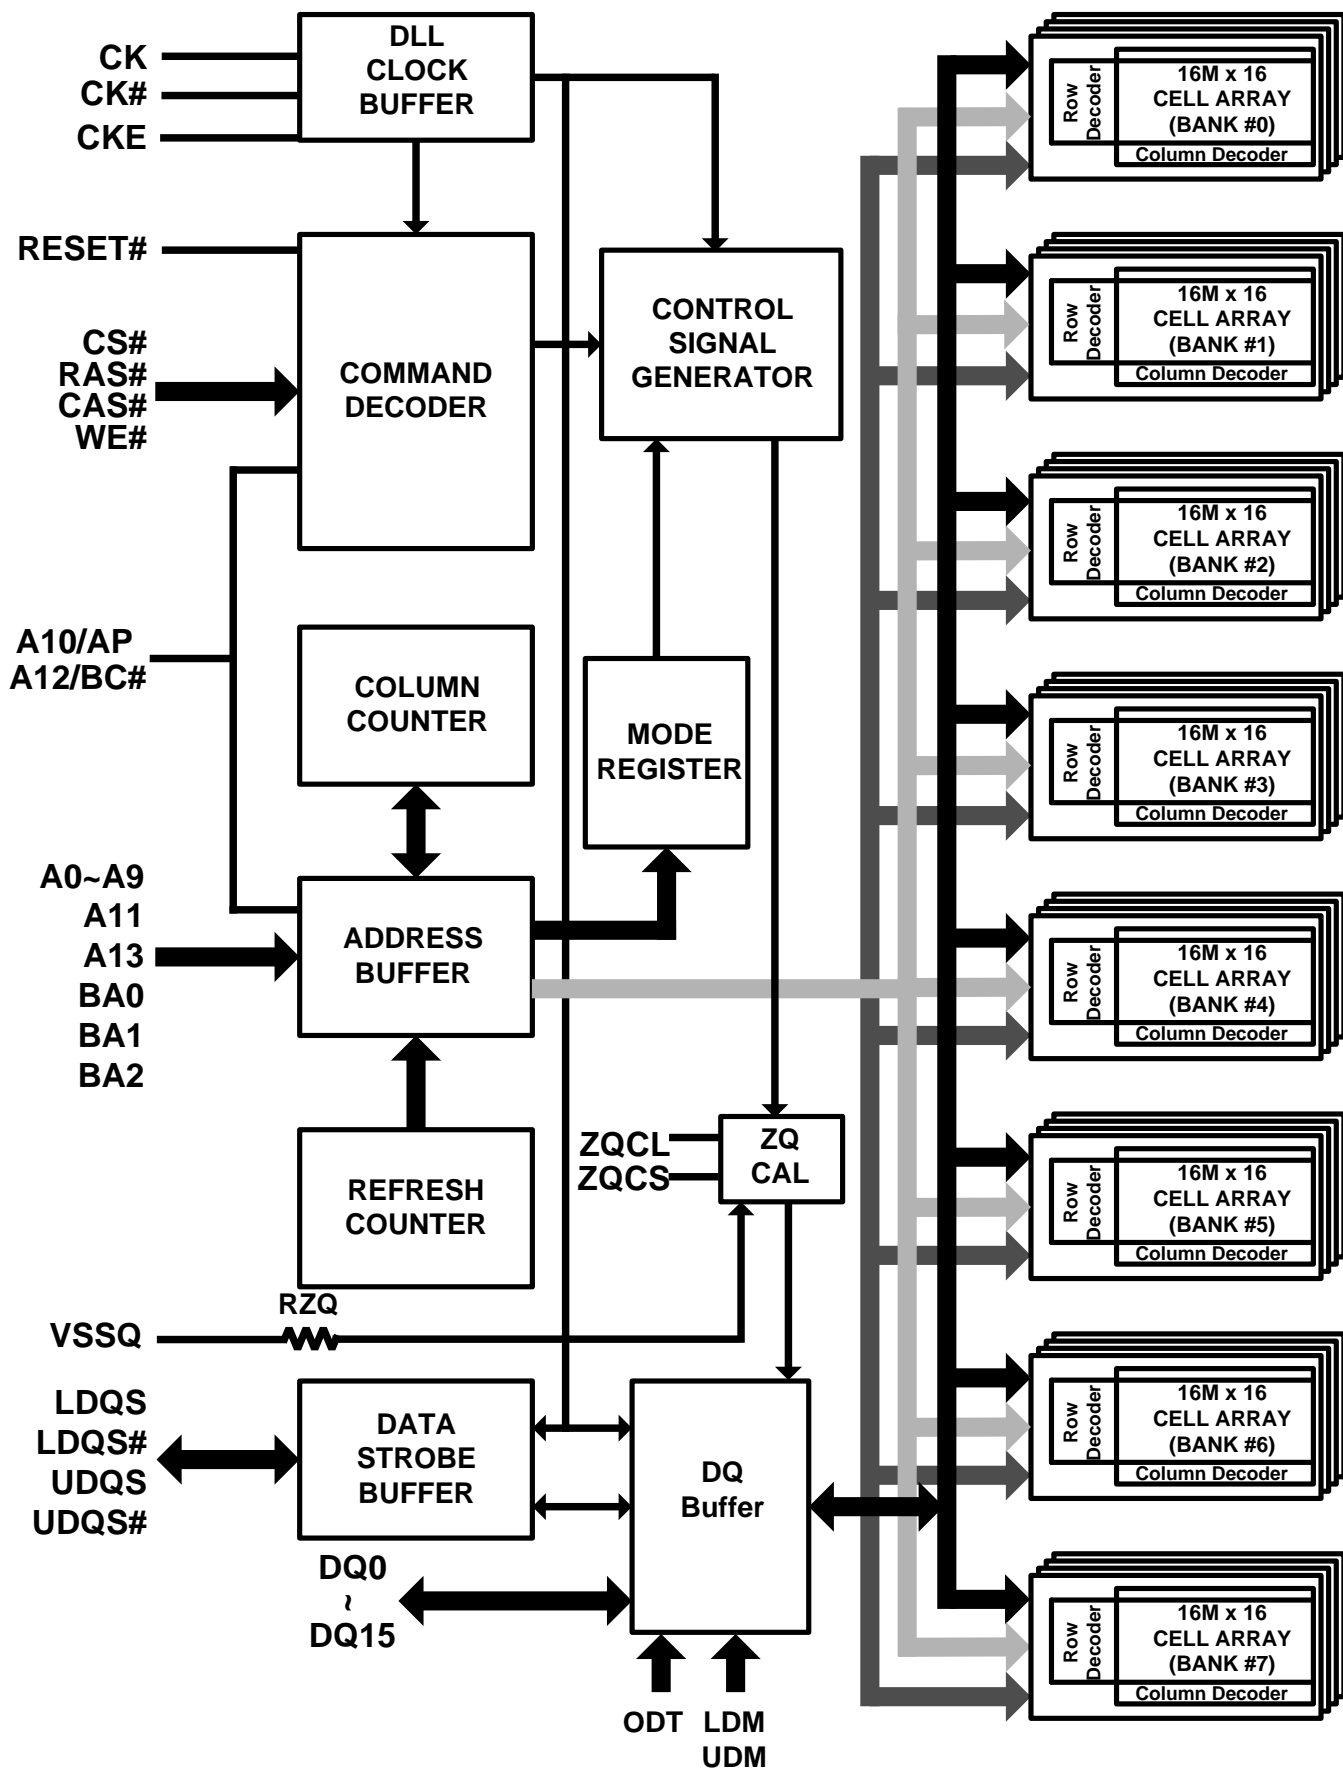 CK
CK#
CKE
DLL
CLOCK
BUFFER
RESET#
CS#
RAS#
CAS#
WE#
COMMAND
DECODER
CONTROL
SIGNAL
GENERATOR
A10/AP
A12/BC#
COLUMN
COUNTER
MODE
REGISTER
A0~A9
A11
A13
BA0
BA1
BA2
ADDRESS
BUFFER
REFRESH
COUNTER
ZQCL
ZQCS
ZQ
CAL
RZQ
VSSQ
LDQS
LDQS#
UDQS
UDQS#
DATA
STROBE
BUFFER
DQ
Buffer
DQ0
~
DQ15
ODT
LDM
UDM
Row
Decoder
16M x 16
CELL ARRAY
(BANK #0)
Column Decoder
Row
Decoder
16M x 16
CELL ARRAY
(BANK #1)
Column Decoder
Row
Decoder
16M x 16
CELL ARRAY
(BANK #2)
Column Decoder
Row
Decoder
16M x 16
CELL ARRAY
(BANK #3)
Column Decoder
Row
Decoder
16M x 16
CELL ARRAY
(BANK #4)
Column Decoder
Row
Decoder
16M x 16
CELL ARRAY
(BANK #5)
Column Decoder
Row
Decoder
16M x 16
CELL ARRAY
(BANK #6)
Column Decoder
Row
Decoder
16M x 16
CELL ARRAY
(BANK #7)
Column Decoder